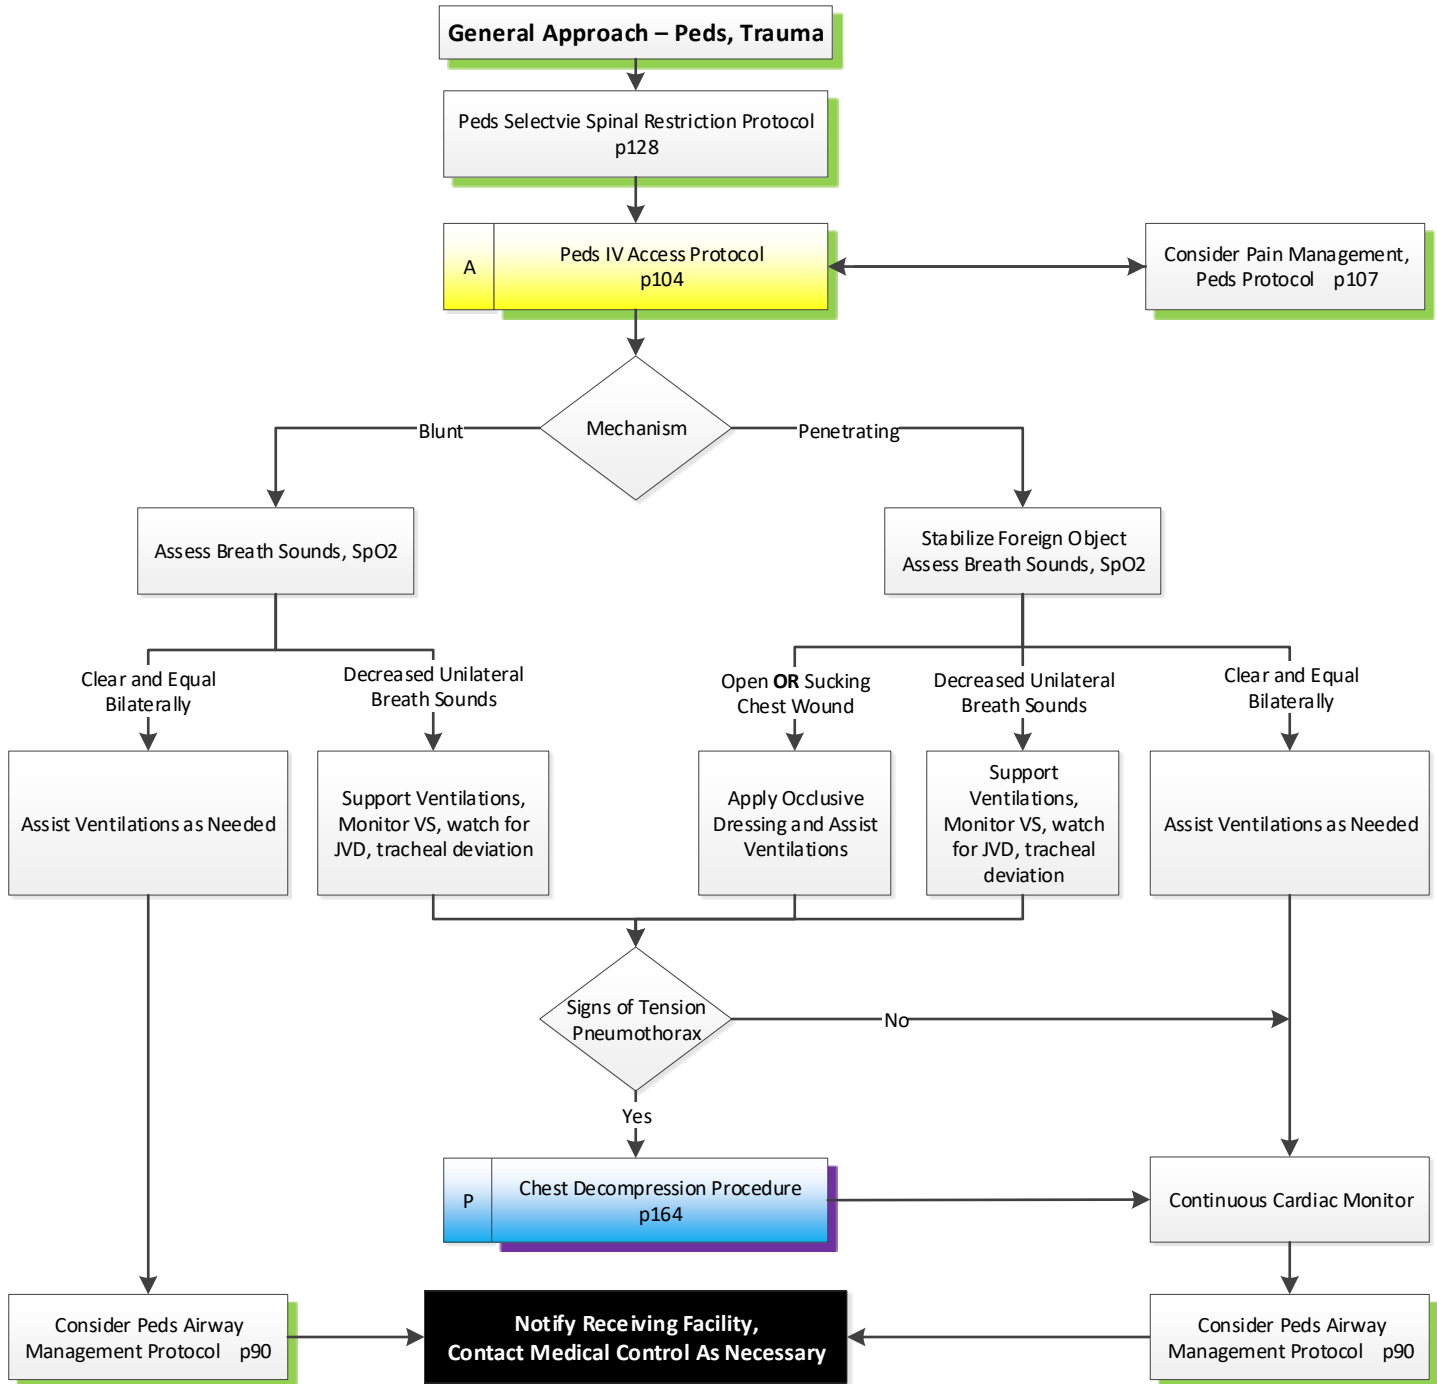 General Approach – Peds, Trauma
Peds Selectvie Spinal Restriction Protocol
p128
A
Peds IV Access Protocol
p104
Consider Pain Management,
Peds Protocol p107
Mechanism
Blunt
Penetrating
Assess Breath Sounds, SpO2
Stabilize Foreign Object
Assess Breath Sounds, SpO2
Clear and Equal
Bilaterally
Decreased Unilateral
Breath Sounds
Open OR Sucking
Chest Wound
Decreased Unilateral
Breath Sounds
Clear and Equal
Bilaterally
Assist Ventilations as Needed
Support Ventilations,
Monitor VS, watch for
JVD, tracheal deviation
Apply Occlusive
Dressing and Assist
Ventilations
Support
Ventilations,
Monitor VS, watch
for JVD, tracheal
deviation
Assist Ventilations as Needed
Signs of Tension
Pneumothorax
No
Yes
P
Chest Decompression Procedure
p164
Continuous Cardiac Monitor
Consider Peds Airway
Management Protocol p90
Notify Receiving Facility,
Contact Medical Control As Necessary
Consider Peds Airway
Management Protocol p90